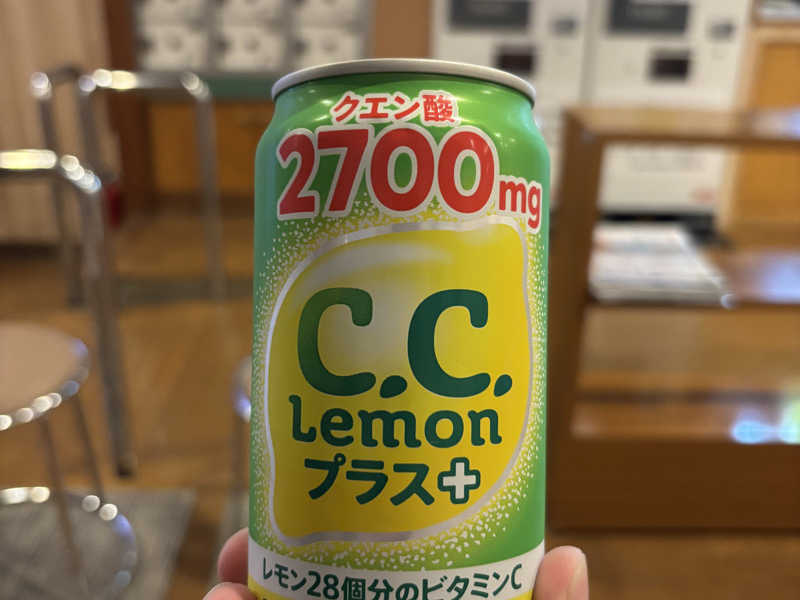 クエン酸
2700mg
C.C.
Lemon
プラス+
レモン28個分のビタミンC